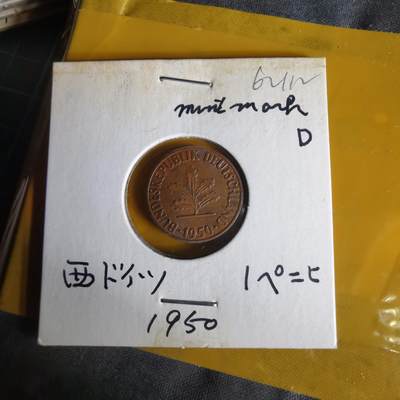 mint mark
D
BUNDESREPUBLIK DEUTSCHLAND
1950
西ドイツ 1ペニヒ
1950